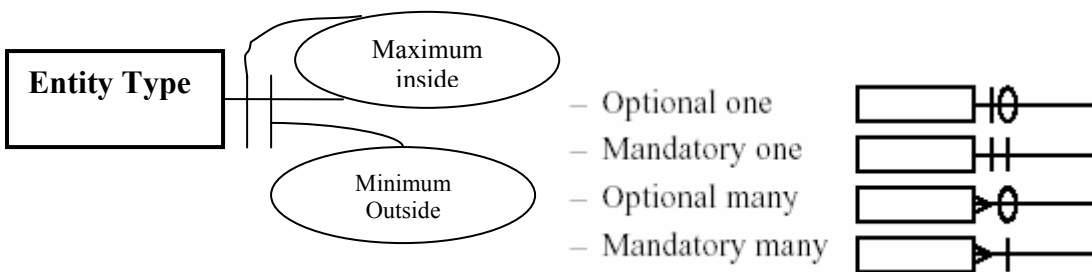 Entity Type
Maximum
inside
Minimum
Outside
– Optional one
– Mandatory one
– Optional many
– Mandatory many